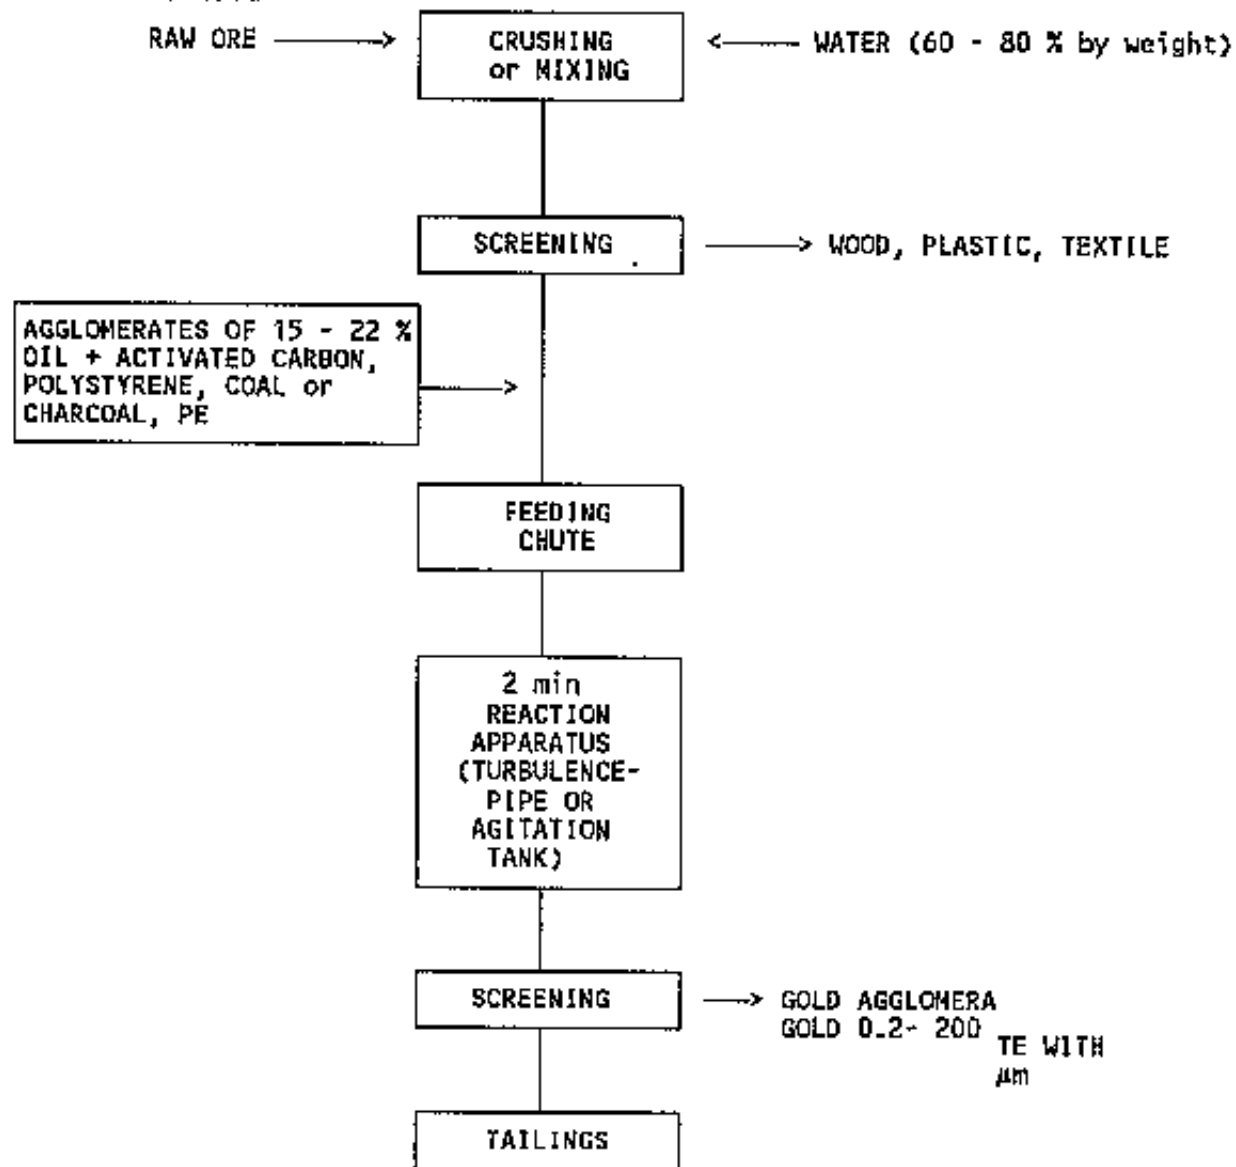 RAW ORE
CRUSHING
or MIXING
WATER (60 - 80 % by weight)
SCREENING
WOOD, PLASTIC, TEXTILE
AGGLOMERATES OF 15 - 22 %
OIL + ACTIVATED CARBON,
POLYSTYRENE, COAL or
CHARCOAL, PE
FEEDING
CHUTE
2 min
REACTION
APPARATUS
(TURBULENCE-
PIPE OR
AGITATION
TANK)
SCREENING
GOLD AGGLOMERA
GOLD 0.2- 200
TE WITH
µm
TAILINGS